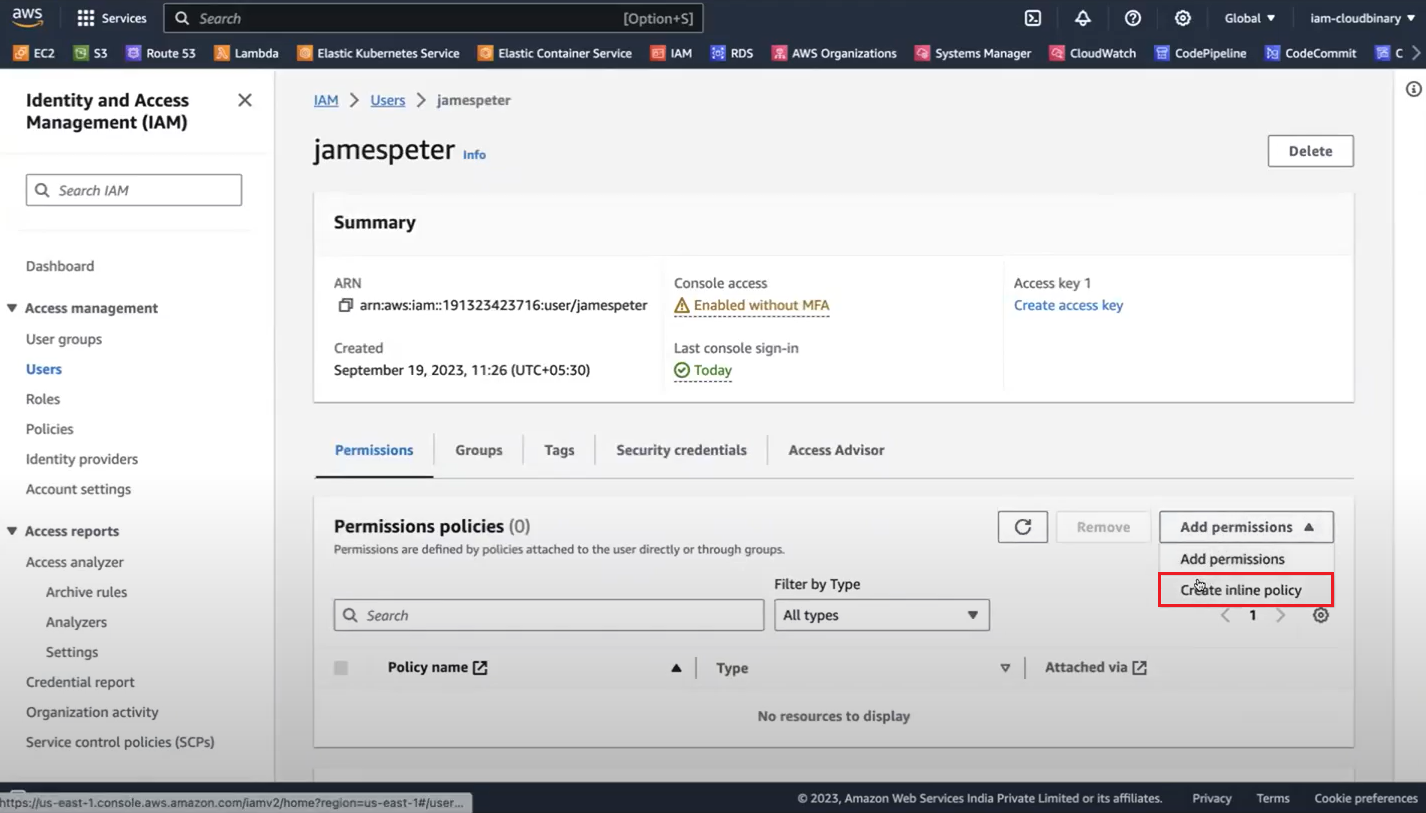 aws
Services
Search
[Option+S]
Global
iam-cloudbinary
EC2
S3
Route 53
Lambda
Elastic Kubernetes Service
Elastic Container Service
IAM
RDS
AWS Organizations
Systems Manager
CloudWatch
CodePipeline
CodeCommit
C
Identity and Access
Management (IAM)
Search IAM
Dashboard
Access management
User groups
Users
Roles
Policies
Identity providers
Account settings
Access reports
Access analyzer
Archive rules
Analyzers
Settings
Credential report
Organization activity
Service control policies (SCPs)
IAM
Users
jamespeter
jamespeter Info
Delete
Summary
ARN
arn:aws:iam::191323423716:user/jamespeter
Console access
Enabled without MFA
Access key 1
Create access key
Created
September 19, 2023, 11:26 (UTC+05:30)
Last console sign-in
Today
Permissions
Groups
Tags
Security credentials
Access Advisor
Permissions policies (0)
Permissions are defined by policies attached to the user directly or through groups.
Remove
Add permissions
Add permissions
Create inline policy
Filter by Type
Search
All types
1
Policy name
Type
Attached via
No resources to display
https://us-east-1.console.aws.amazon.com/iamv2/home?region=us-east-1#/user...
© 2023, Amazon Web Services India Private Limited or its affiliates.
Privacy
Terms
Cookie preferences